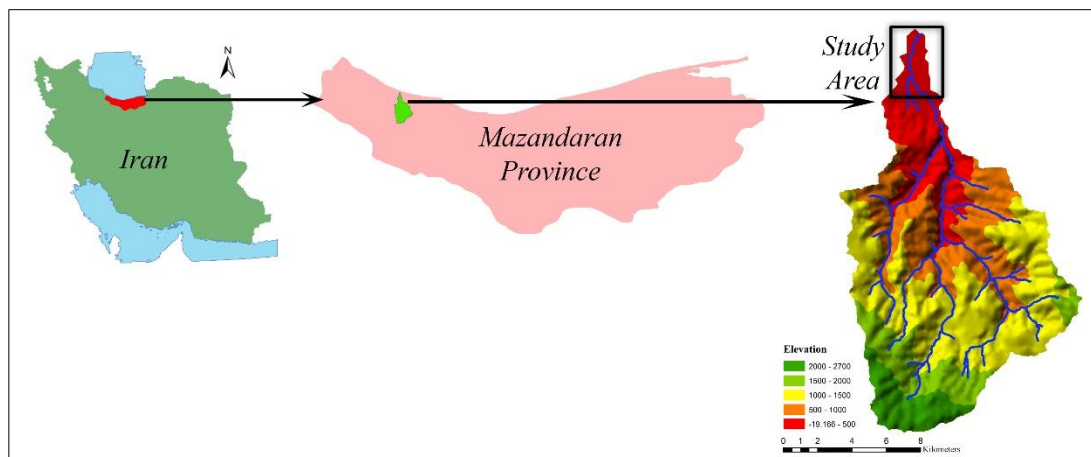 N
Iran
Mazandaran
Province
Study
Area
Elevation
2000 - 2700
1500 - 2000
1000 - 1500
500 - 1000
-19.166 - 500
0 1 2 4 6 8
Kilometers